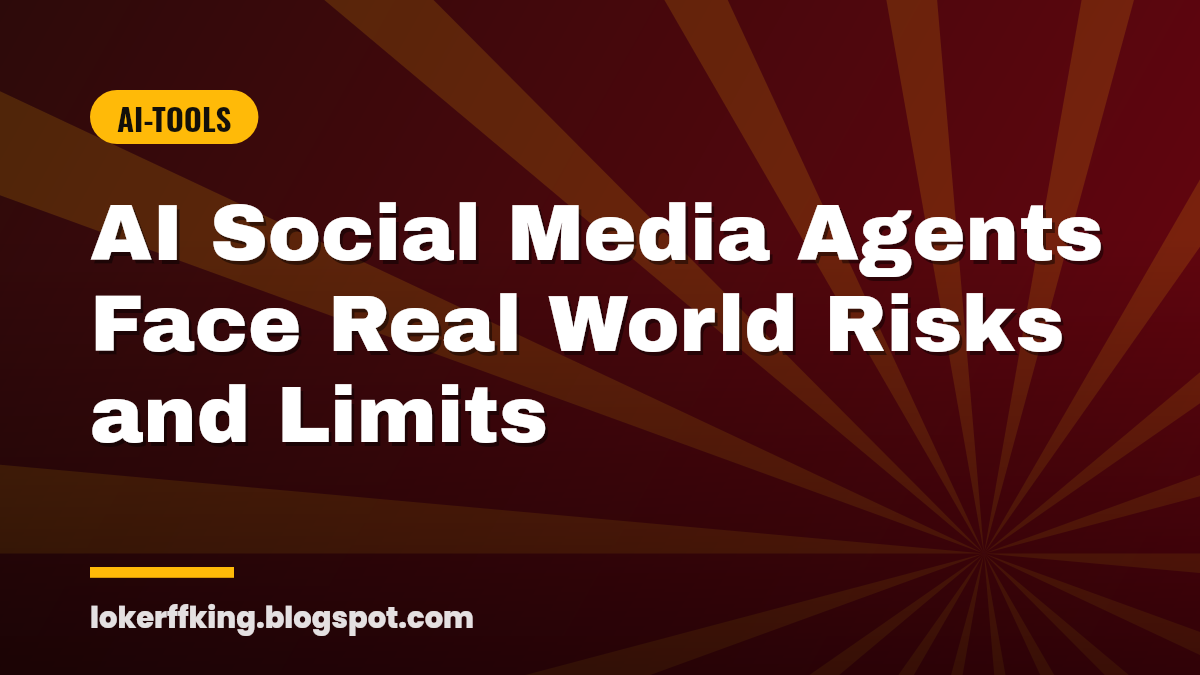 AI-TOOLS
AI Social Media Agents
Face Real World Risks
and Limits
lokerffking.blogspot.com